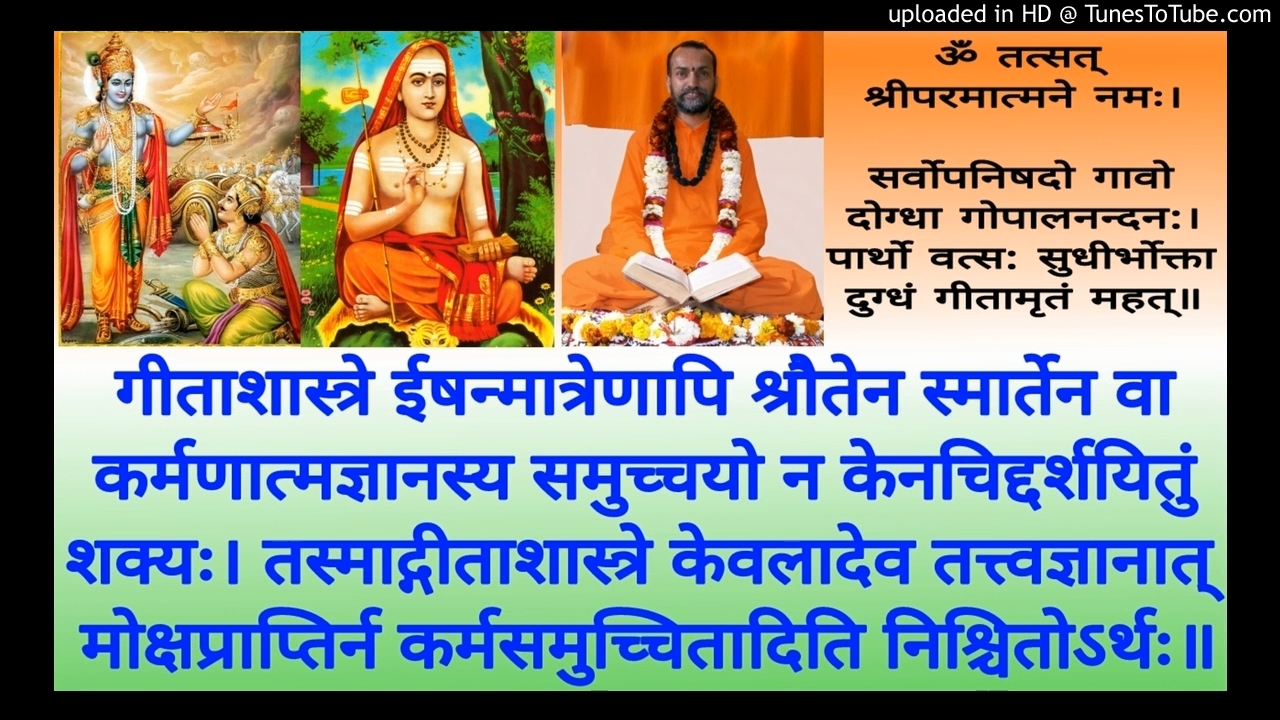 uploaded in HD @ TunesToTube.com
ॐ तत्सत्
श्रीपरमात्मने नमः।
सर्वोपनिषदो गावो
दोग्धा गोपालनन्दन:।
पार्थो वत्स: सुधीर्भोक्ता
दुग्धं गीतामृतं महत्॥
गीताशास्त्रे ईषन्मात्रेणापि श्रौतेन स्मार्तेन वा
कर्मणात्मज्ञानस्य समुच्चयो न केनचिद्दर्शयितुं
शक्यः। तस्माद्गीताशास्त्रे केवलादेव तत्त्वज्ञानात्
मोक्षप्राप्तिर्न कर्मसमुच्चितादिति निश्चितोऽर्थः॥